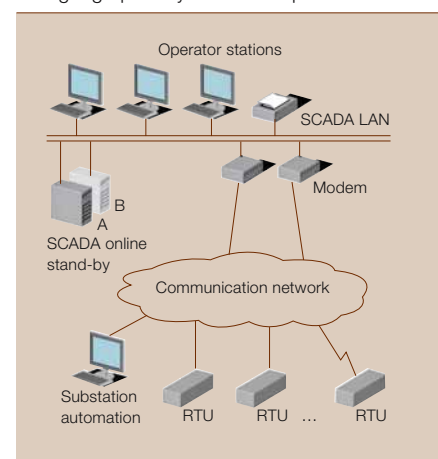 Operator stations
SCADA LAN
Modem
B
A
SCADA online
stand-by
Communication network
Substation
automation
RTU
RTU
...
RTU